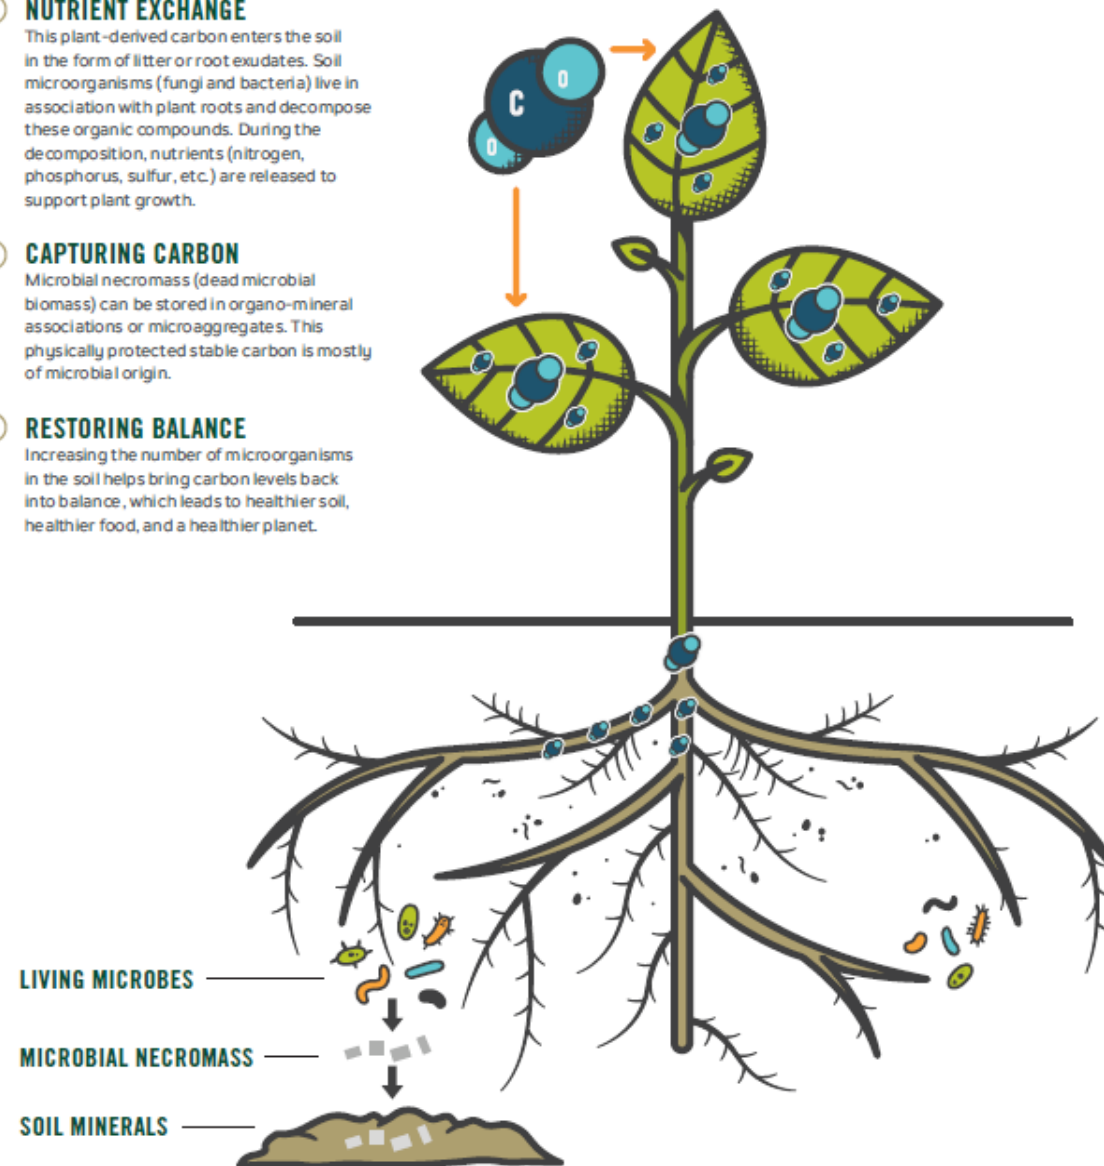 NUTRIENT EXCHANGE
This plant-derived carbon enters the soil
in the form of litter or root exudates. Soil
microorganisms (fungi and bacteria) live in
association with plant roots and decompose
these organic compounds. During the
decomposition, nutrients (nitrogen,
phosphorus, sulfur, etc.) are released to
support plant growth.
CAPTURING CARBON
Microbial necromass (dead microbial
biomass) can be stored in organo-mineral
associations or microaggregates. This
physically protected stable carbon is mostly
of microbial origin.
RESTORING BALANCE
Increasing the number of microorganisms
in the soil helps bring carbon levels back
into balance, which leads to healthier soil,
healthier food, and a healthier planet.
O
C
O
LIVING MICROBES
MICROBIAL NECROMASS
SOIL MINERALS